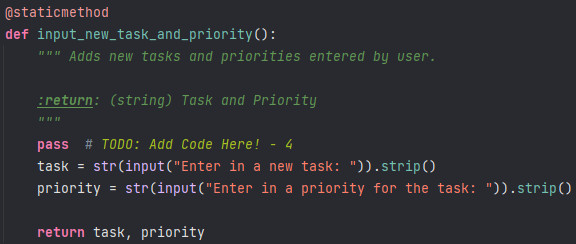 @staticmethod
def input_new_task_and_priority():
    """ Adds new tasks and priorities entered by user.

    :return: (string) Task and Priority
    """
    pass  # TODO: Add Code Here! - 4
    task = str(input("Enter in a new task: ")).strip()
    priority = str(input("Enter in a priority for the task: ")).strip()

    return task, priority